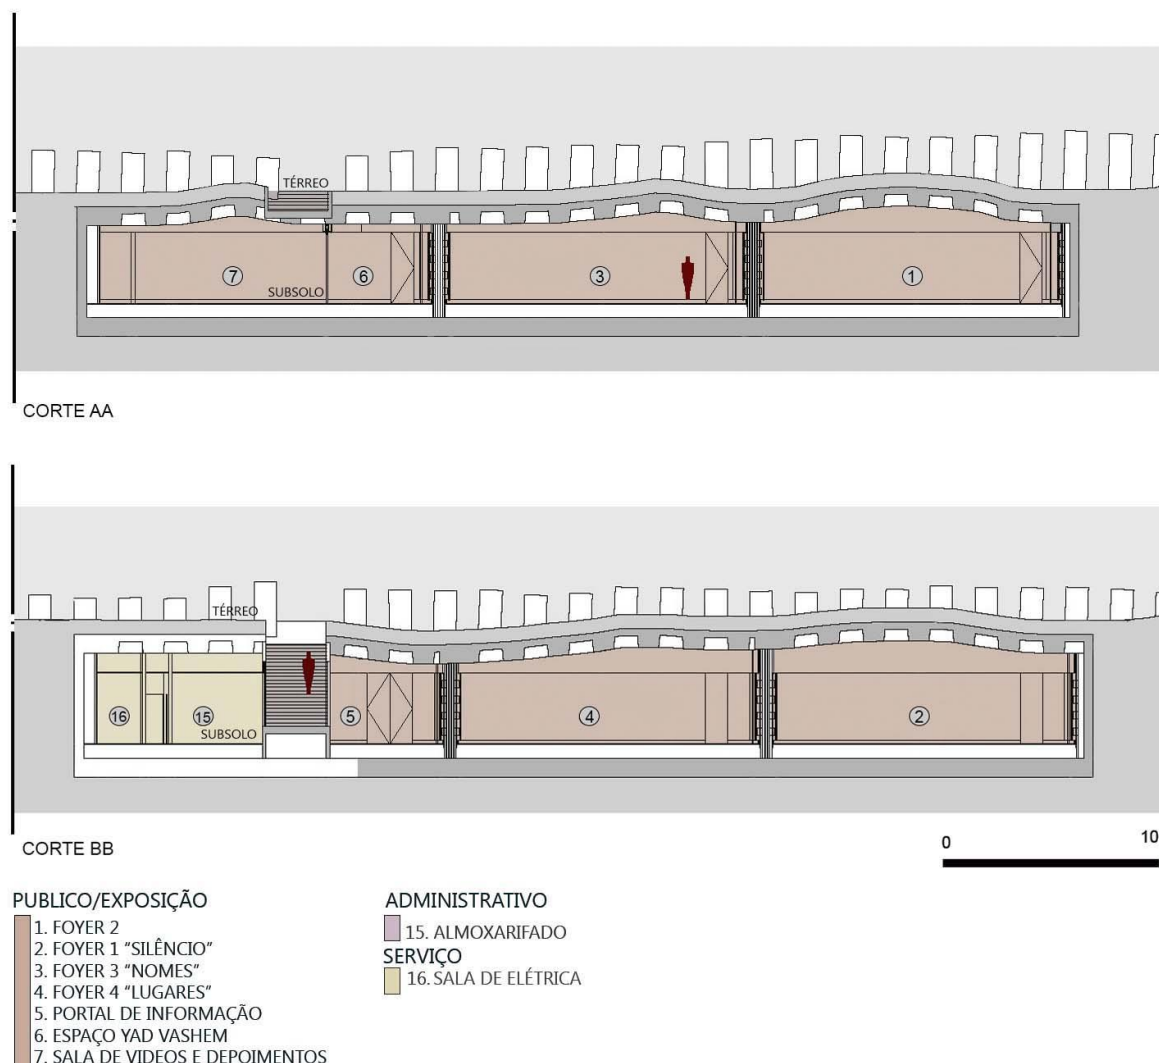 TÉRREO
7
SUBSOLO
6
3
1
CORTE AA
TÉRREO
16
15
SUBSOLO
5
4
2
CORTE BB
0 10
PUBLICO/EXPOSIÇÃO
1. FOYER 2
2. FOYER 1 “SILÊNCIO”
3. FOYER 3 “NOMES”
4. FOYER 4 “LUGARES”
5. PORTAL DE INFORMAÇÃO
6. ESPAÇO YAD VASHEM
7. SALA DE VIDEOS E DEPOIMENTOS
ADMINISTRATIVO
15. ALMOXARIFADO
SERVIÇO
16. SALA DE ELÉTRICA